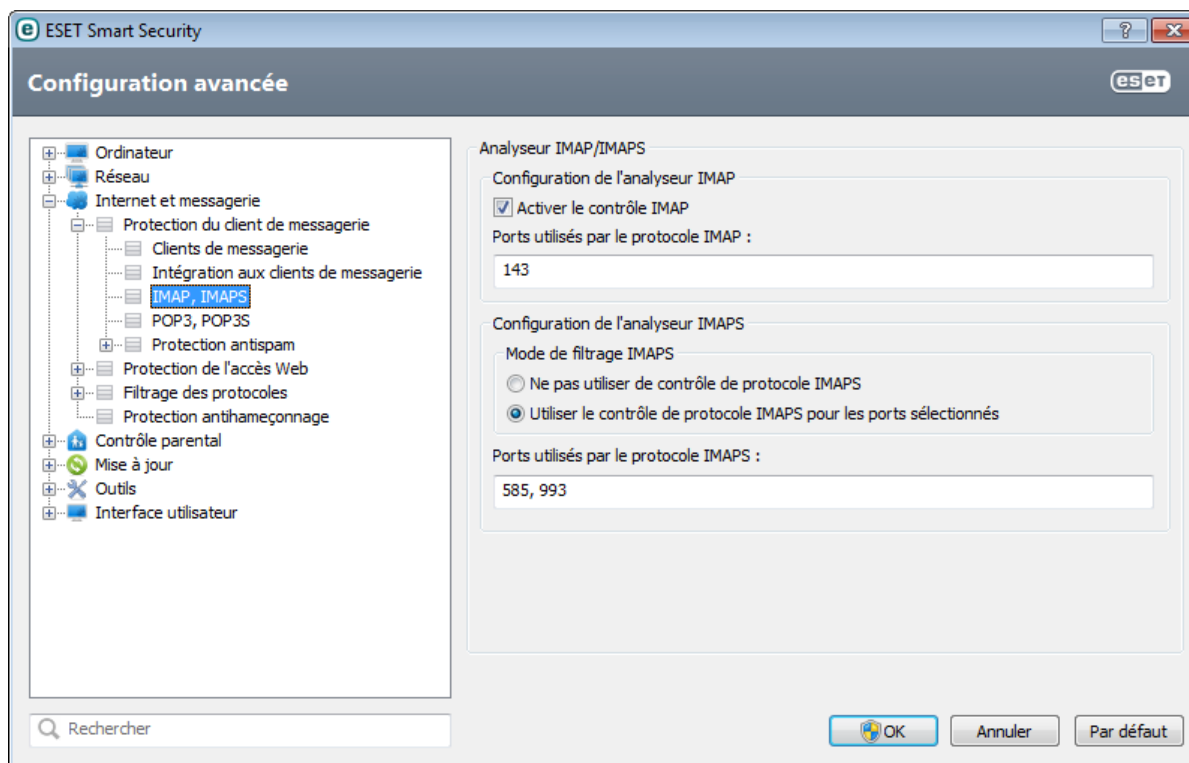 ESET Smart Security
Configuration avancée
eseT
Ordinateur
Réseau
Internet et messagerie
Protection du client de messagerie
Clients de messagerie
Intégration aux clients de messagerie
IMAP, IMAPS
POP3, POP3S
Protection antispam
Protection de l'accès Web
Filtrage des protocoles
Protection antihameçonnage
Contrôle parental
Mise à jour
Outils
Interface utilisateur
Rechercher
Analyseur IMAP/IMAPS
Configuration de l'analyseur IMAP
Activer le contrôle IMAP
Ports utilisés par le protocole IMAP :
143
Configuration de l'analyseur IMAPS
Mode de filtrage IMAPS
Ne pas utiliser de contrôle de protocole IMAPS
Utiliser le contrôle de protocole IMAPS pour les ports sélectionnés
Ports utilisés par le protocole IMAPS :
585, 993
OK
Annuler
Par défaut